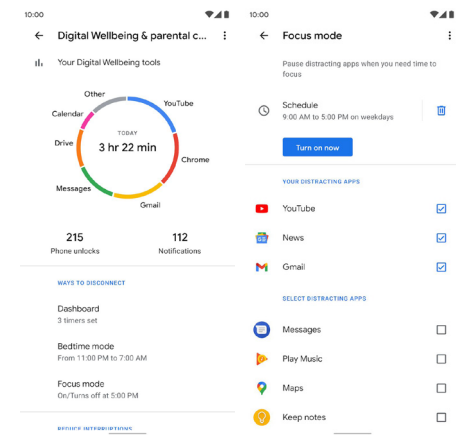 10:00
Digital Wellbeing & parental c...
Your Digital Wellbeing tools
Other
YouTube
Calendar
Drive
TODAY
3 hr 22 min
Chrome
Messages
Gmail
215
Phone unlocks
112
Notifications
WAYS TO DISCONNECT
Dashboard
3 timers set
Bedtime mode
From 11:00 PM to 7:00 AM
Focus mode
On/Turns off at 5:00 PM
REDUCE INTERRUPTIONS
10:00
Focus mode
Pause distracting apps when you need time to
focus
Schedule
9:00 AM to 5:00 PM on weekdays
Turn on now
YOUR DISTRACTING APPS
YouTube
News
Gmail
SELECT DISTRACTING APPS
Messages
Play Music
Maps
Keep notes